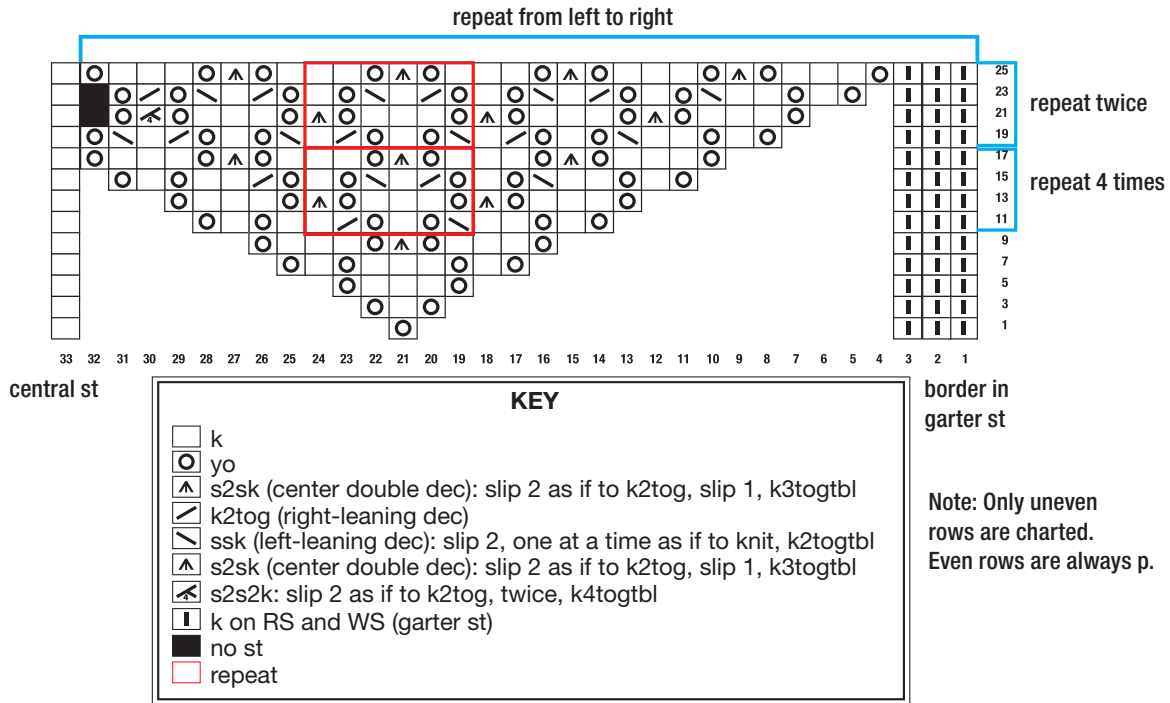 repeat from left to right
25
23
21
19
17
15
13
11
9
7
5
3
1
repeat twice
repeat 4 times
4
33 32 31 30 29 28 27 26 25 24 23 22 21 20 19 18 17 16 15 14 13 12 11 10 9 8 7 6 5 4 3 2 1
central st
border in
garter st
KEY
k
yo
s2sk (center double dec): slip 2 as if to k2tog, slip 1, k3togtbl
k2tog (right-leaning dec)
ssk (left-leaning dec): slip 2, one at a time as if to knit, k2togtbl
s2sk (center double dec): slip 2 as if to k2tog, slip 1, k3togtbl
4 s2s2k: slip 2 as if to k2tog, twice, k4togtbl
k on RS and WS (garter st)
no st
repeat
Note: Only uneven
rows are charted.
Even rows are always p.